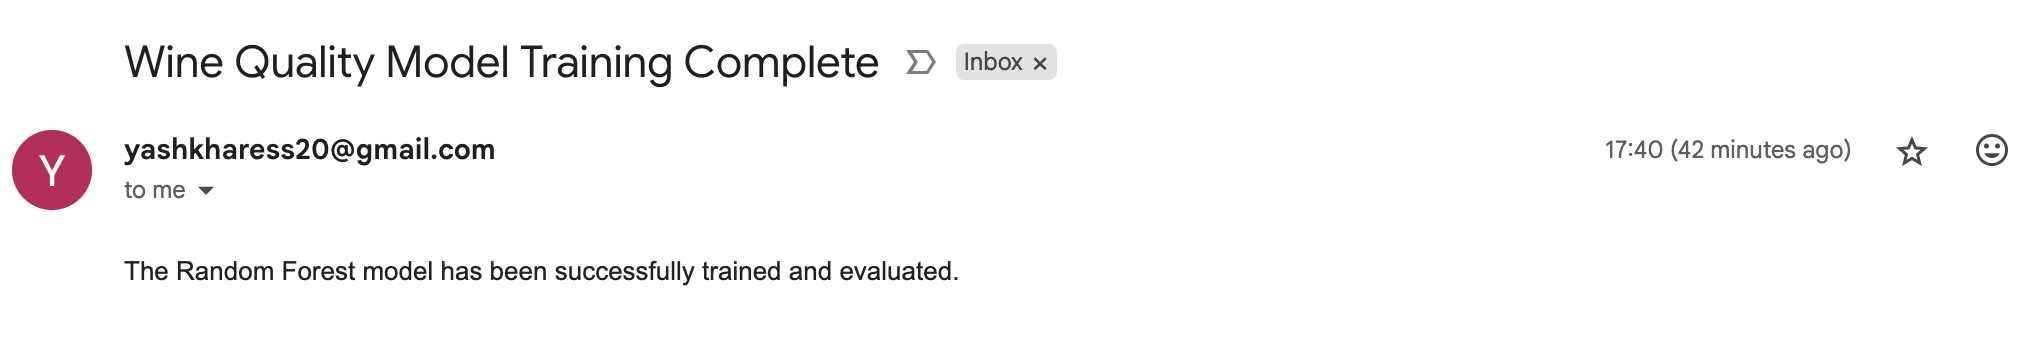 Wine Quality Model Training Complete Inbox ×
Y
yashkharess20@gmail.com 17:40 (42 minutes ago)
to me
The Random Forest model has been successfully trained and evaluated.